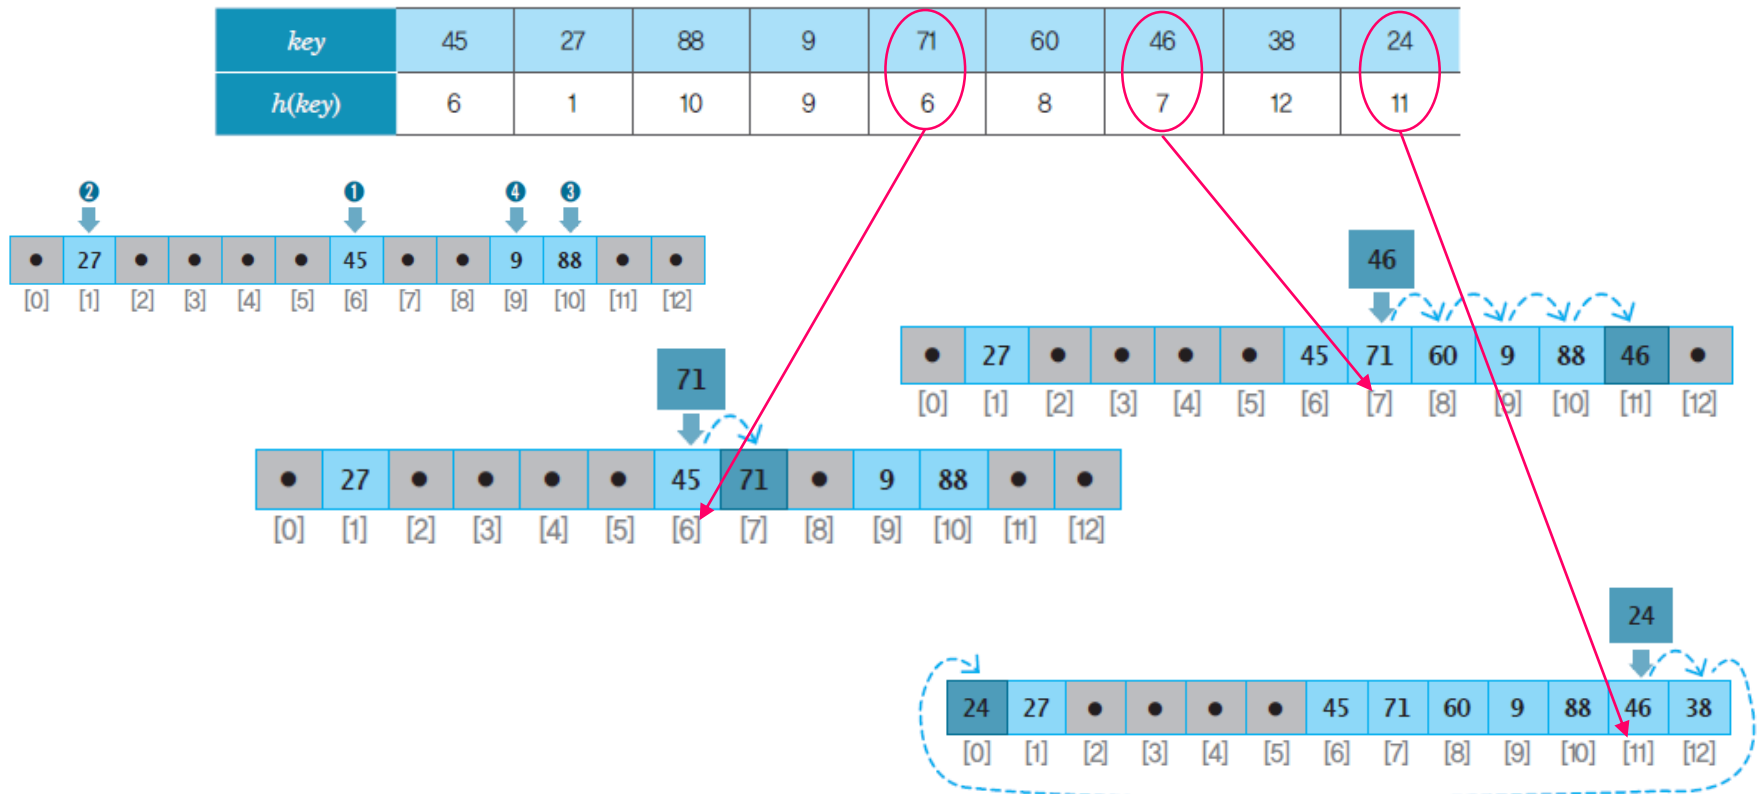 key 45 27 88 9 71 60 46 38 24
h(key) 6 1 10 9 6 8 7 12 11
❷ ❶ ❹ ❸
● 27 ● ● ● ● 45 ● ● 9 88 ● ●
[0] [1] [2] [3] [4] [5] [6] [7] [8] [9] [10] [11] [12]
46
● 27 ● ● ● ● 45 71 60 9 88 46 ●
[0] [1] [2] [3] [4] [5] [6] [7] [8] [9] [10] [11] [12]
71
● 27 ● ● ● ● 45 71 ● 9 88 ● ●
[0] [1] [2] [3] [4] [5] [6] [7] [8] [9] [10] [11] [12]
24
24 27 ● ● ● ● 45 71 60 9 88 46 38
[0] [1] [2] [3] [4] [5] [6] [7] [8] [9] [10] [11] [12]